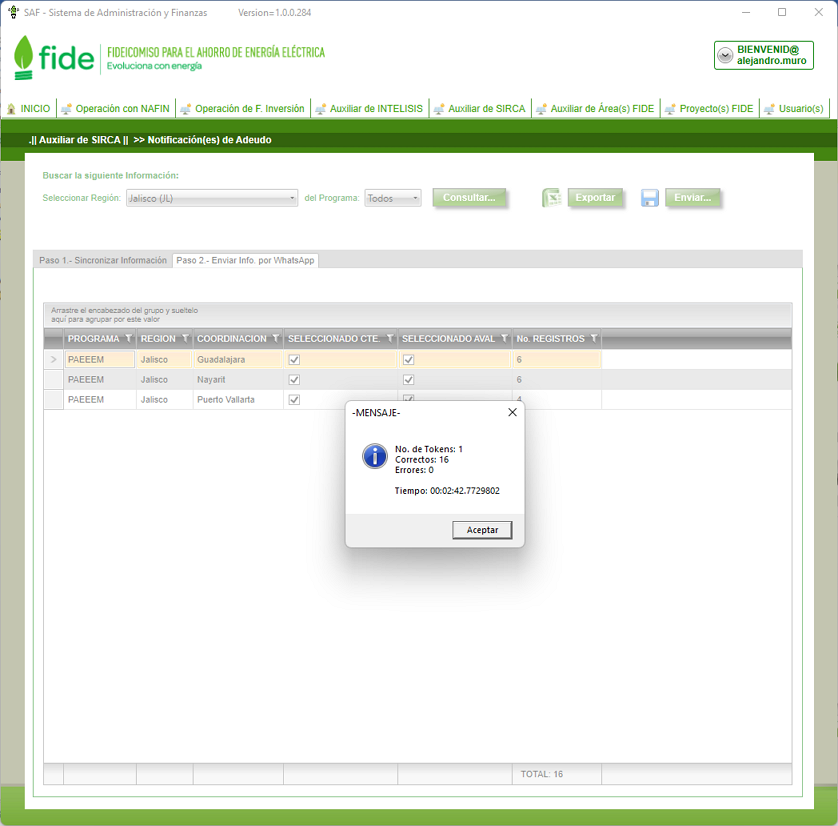 SAF - Sistema de Administración y Finanzas Version=1.0.0.284
fide
FIDEICOMISO PARA EL AHORRO DE ENERGÍA ELÉCTRICA
Evoluciona con energía
BIENVENID@
alejandro.muro
INICIO Operación con NAFIN Operación de F. Inversión Auxiliar de INTELISIS Auxiliar de SIRCA Auxiliar de Área(s) FIDE Proyecto(s) FIDE Usuario(s)
.|| Auxiliar de SIRCA || >> Notificación(es) de Adeudo
Buscar la siguiente Información:
Seleccionar Región: Jalisco (JL) del Programa: Todos Consultar... Exportar Enviar...
Paso 1.- Sincronizar Información Paso 2.- Enviar Info. por WhatsApp
Arrastre el encabezado del grupo y sueltelo
aquí para agrupar por este valor
PROGRAMA REGION COORDINACION SELECCIONADO CTE. SELECCIONADO AVAL No. REGISTROS
PAEEEM Jalisco Guadalajara 6
PAEEEM Jalisco Nayarit 6
PAEEEM Jalisco Puerto Vallarta 4
-MENSAJE-
No. de Tokens: 1
Correctos: 16
Errores: 0
Tiempo: 00:02:42.7729802
Aceptar
TOTAL: 16